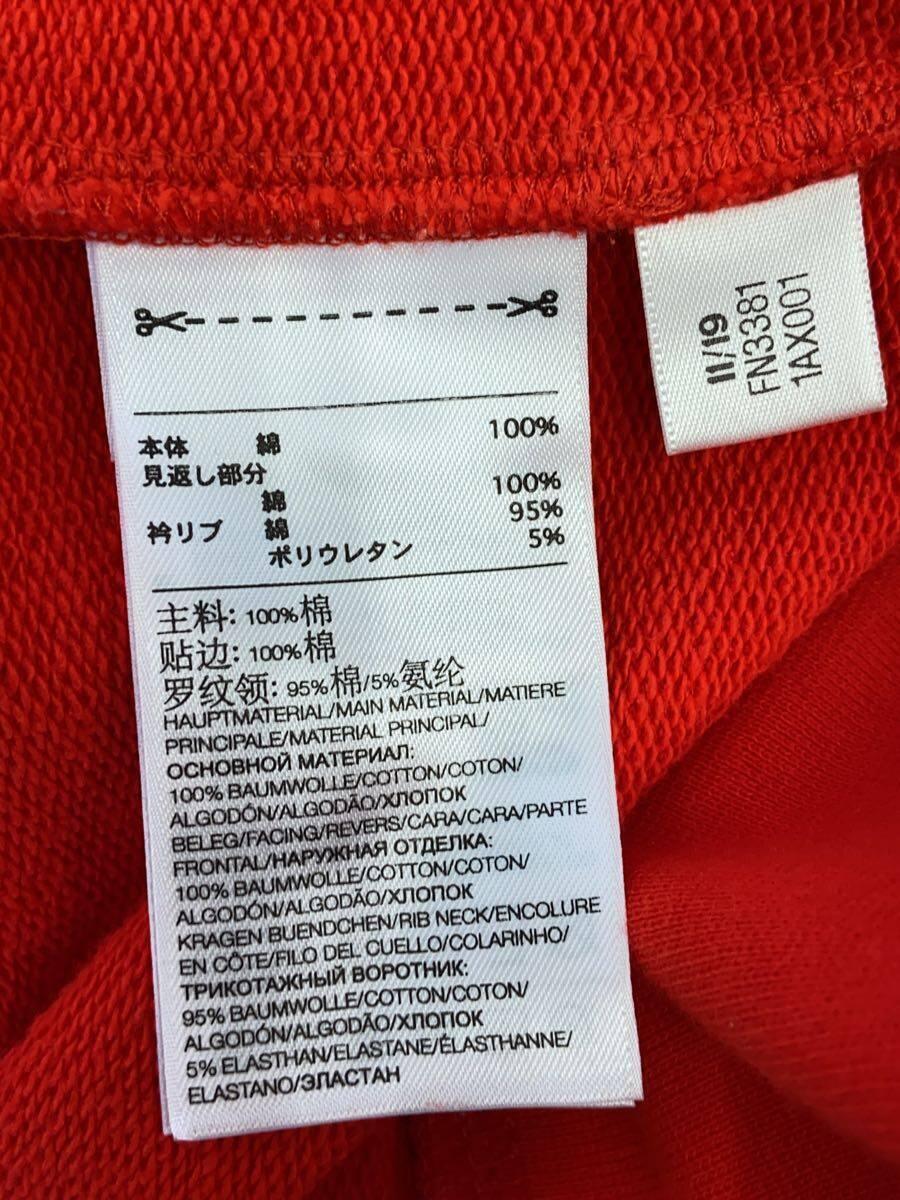 本体 綿 100%
見返し部分
綿 100%
衿リブ 綿 95%
ポリウレタン 5%
主料: 100%棉
贴边: 100%棉
罗纹领: 95%棉/5%氨纶
HAUPTMATERIAL/MAIN MATERIAL/MATIERE
PRINCIPALE/MATERIAL PRINCIPAL/
ОСНОВНОЙ МАТЕРИАЛ:
100% BAUMWOLLE/COTTON/COTON/
ALGODÓN/ALGODÃO/ХЛОПОК
BELEG/FACING/REVERS/CARA/CARA/PARTE
FRONTAL/НАРУЖНАЯ ОТДЕЛКА:
100% BAUMWOLLE/COTTON/COTON/
ALGODÓN/ALGODÃO/ХЛОПОК
KRAGEN BUENDCHEN/RIB NECK/ENCOLURE
EN CÔTE/FILO DEL CUELLO/COLARINHO/
ТРИКОТАЖНЫЙ ВОРОТНИК:
95% BAUMWOLLE/COTTON/COTON/
ALGODÓN/ALGODÃO/ХЛОПОК
5% ELASTHAN/ELASTANE/ÉLASTHANNE/
ELASTANO/ЭЛАСТАН
11/19
FN3381
1AX001